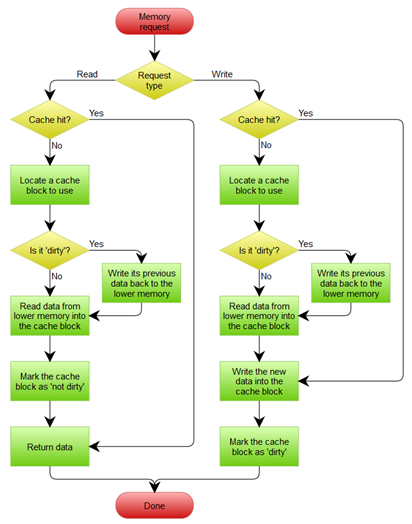 Memory
request
Read
Request
type
Write
Cache hit?
Yes
Cache hit?
Yes
No
No
Locate a cache
block to use
Locate a cache
block to use
Is it 'dirty'?
Yes
Is it 'dirty'?
Yes
No
Write its previous
data back to the
lower memory
No
Write its previous
data back to the
lower memory
Read data from
lower memory into
the cache block
Read data from
lower memory into
the cache block
Mark the cache
block as 'not dirty'
Write the new
data into the
cache block
Return data
Mark the cache
block as 'dirty'
Done